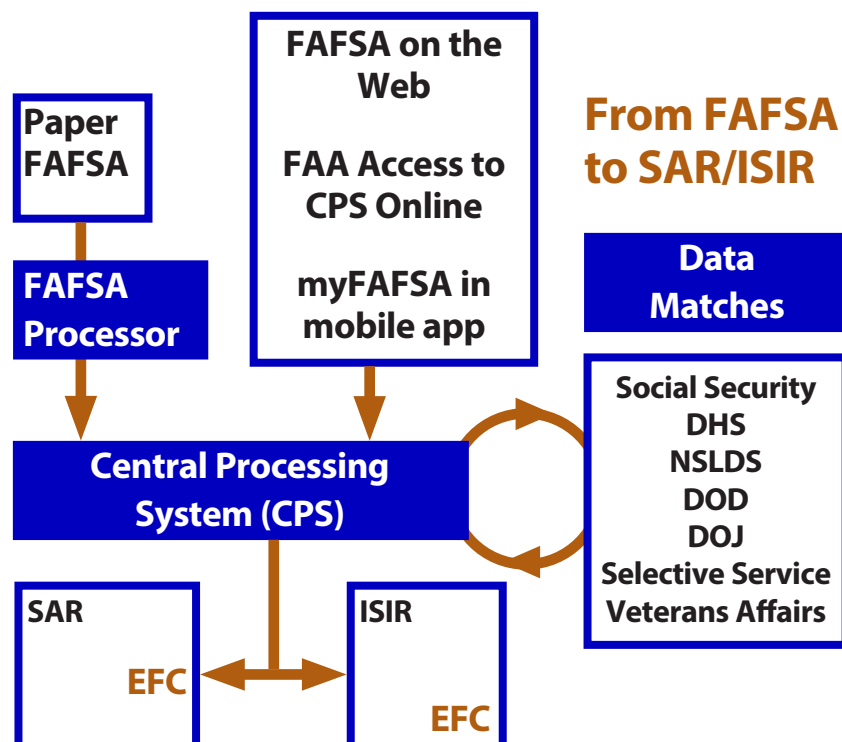 Paper
FAFSA
FAFSA
Processor
FAFSA on the
Web
FAA Access to
CPS Online
myFAFSA in
mobile app
From FAFSA
to SAR/ISIR
Data
Matches
Social Security
DHS
NSLDS
DOD
DOJ
Selective Service
Veterans Affairs
Central Processing
System (CPS)
SAR
EFC
ISIR
EFC